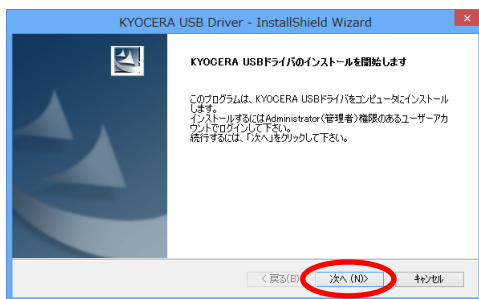 KYOCERA USB Driver - InstallShield Wizard
KYOCERA USBドライバのインストールを開始します
このプログラムは、KYOCERA USBドライバをコンピュータにインストール
します。
インストールするにはAdministrator(管理者)権限のあるユーザーアカ
ウントでログインして下さい。
続行するには、「次へ」をクリックして下さい。
< 戻る(B) 次へ (N)> キャンセル